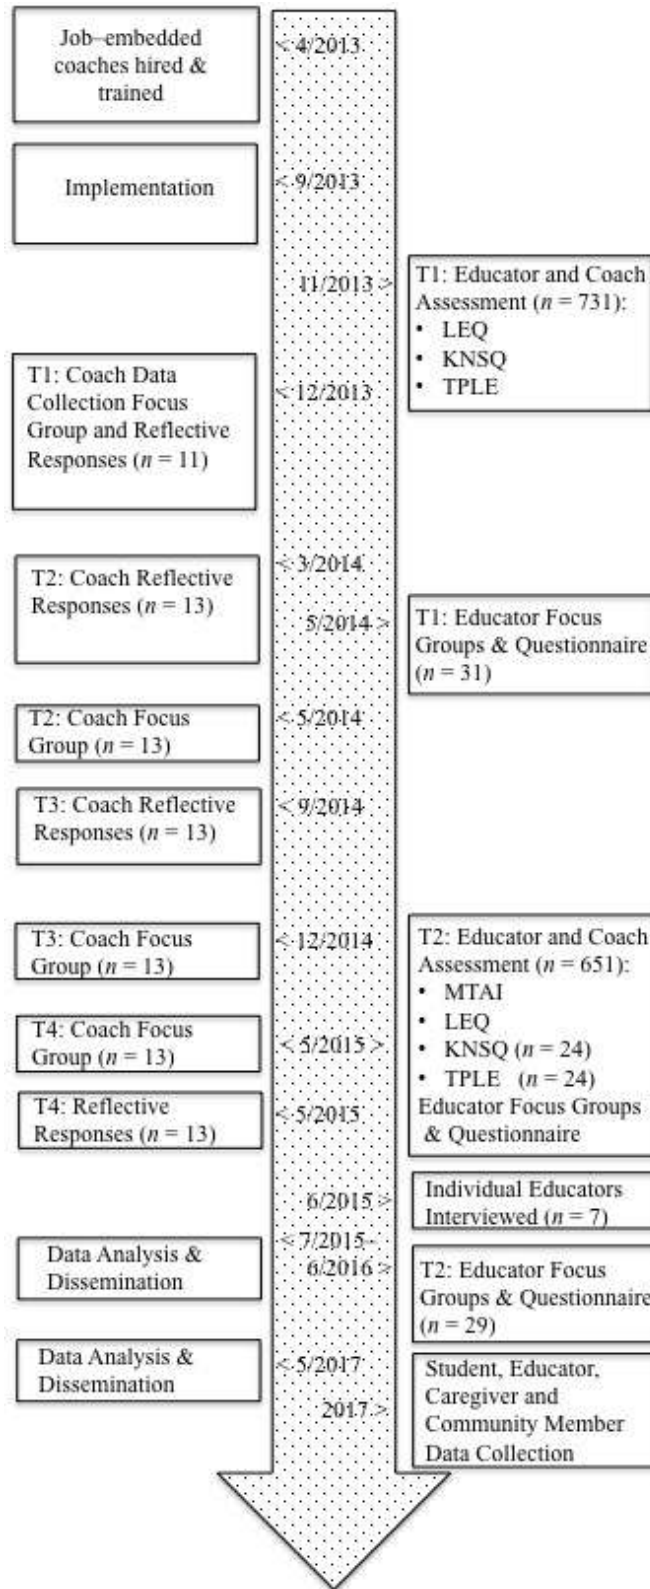 Job–embedded
coaches hired &
trained
< 4/2013
Implementation
< 9/2013
11/2013 >
T1: Educator and Coach
Assessment (n = 731):
• LEQ
• KNSQ
• TPLE
T1: Coach Data
Collection Focus
Group and Reflective
Responses (n = 11)
< 12/2013
T2: Coach Reflective
Responses (n = 13)
< 3/2014
5/2014 >
T1: Educator Focus
Groups & Questionnaire
(n = 31)
T2: Coach Focus
Group (n = 13)
< 5/2014
T3: Coach Reflective
Responses (n = 13)
< 9/2014
T3: Coach Focus
Group (n = 13)
< 12/2014
T2: Educator and Coach
Assessment (n = 651):
• MTAI
• LEQ
• KNSQ (n = 24)
• TPLE (n = 24)
Educator Focus Groups
& Questionnaire
T4: Coach Focus
Group (n = 13)
< 5/2015 >
T4: Reflective
Responses (n = 13)
< 5/2015
6/2015 >
Individual Educators
Interviewed (n = 7)
Data Analysis &
Dissemination
< 7/2015-
6/2016 >
T2: Educator Focus
Groups & Questionnaire
(n = 29)
Data Analysis &
Dissemination
< 5/2017
2017 >
Student, Educator,
Caregiver and
Community Member
Data Collection